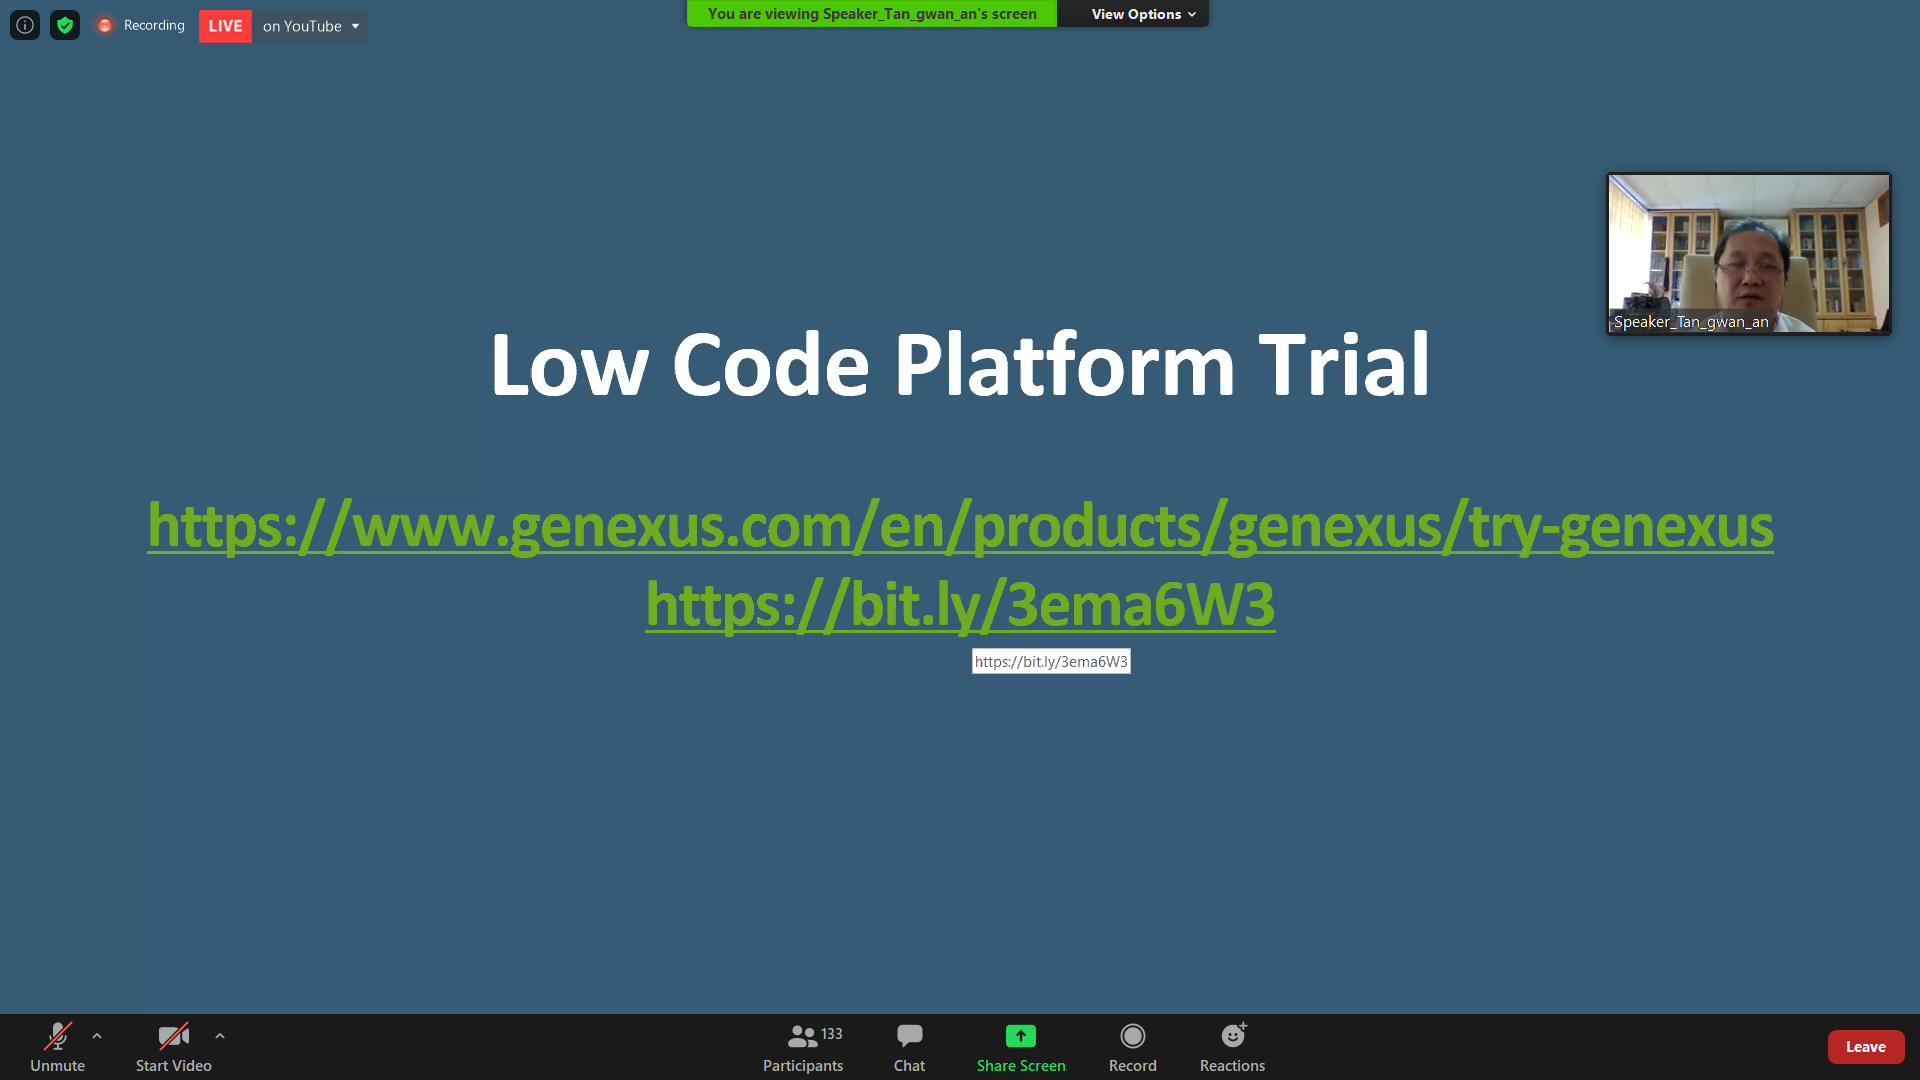 Recording
LIVE on YouTube
You are viewing Speaker_Tan_gwan_an's screen View Options
Speaker_Tan_gwan_an
Low Code Platform Trial
https://www.genexus.com/en/products/genexus/try-genexus
https://bit.ly/3ema6W3
https://bit.ly/3ema6W3
Unmute
Start Video
133
Participants
Chat
Share Screen
Record
Reactions
Leave